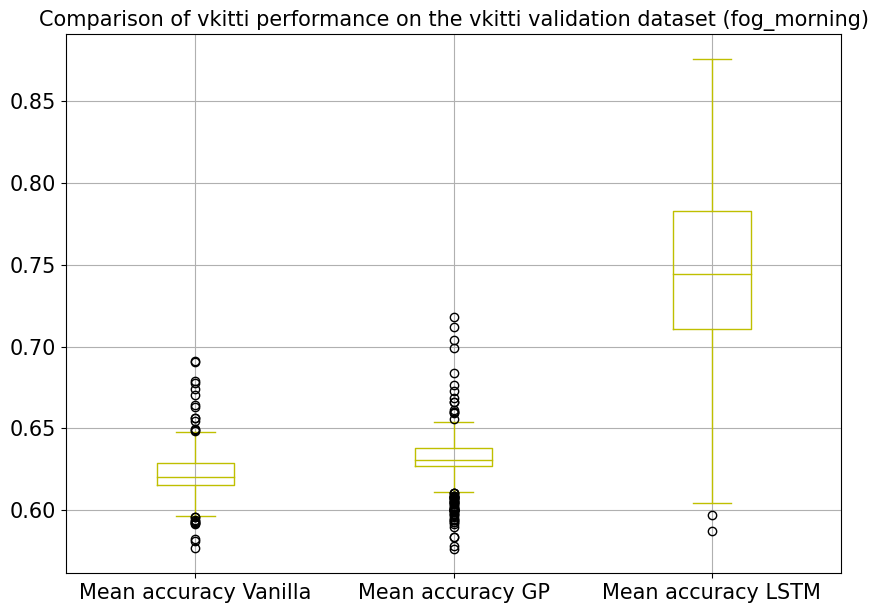 Comparison of vkitti performance on the vkitti validation dataset (fog_morning)
0.85
0.80
0.75
0.70
0.65
0.60
Mean accuracy Vanilla
Mean accuracy GP
Mean accuracy LSTM